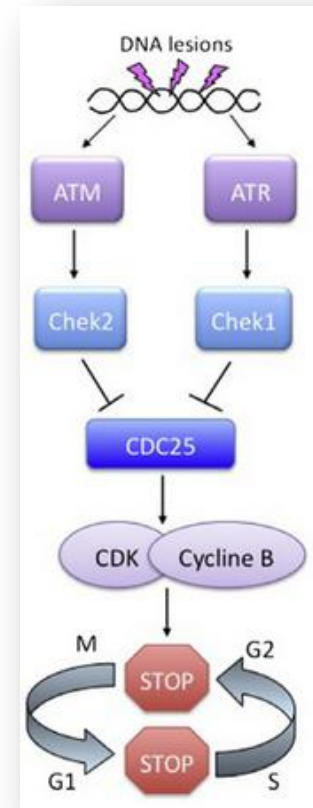 DNA lesions
ATM
ATR
Chek2
Chek1
CDC25
CDK
Cycline B
M
G2
STOP
STOP
G1
S